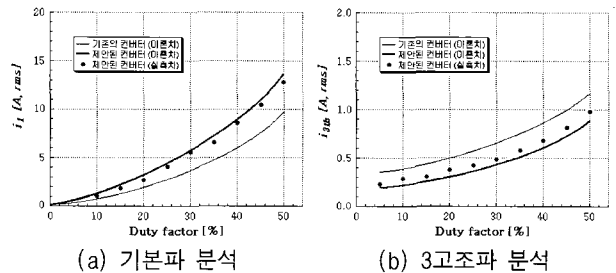 20
15
10
5
0
i1 [A, rms]
기존의 컨버터(이론치)
제안된 컨버터(이론치)
제안된 컨버터(실측치)
(a)
0 10 20 30 40 50
Duty factor [%]
(a) 기본파 분석
2.0
1.5
1.0
0.5
0.0
i3th [A, rms]
기존의 컨버터(이론치)
제안된 컨버터(이론치)
제안된 컨버터(실측치)
(b)
0 10 20 30 40 50
Duty factor [%]
(b) 3고조파 분석